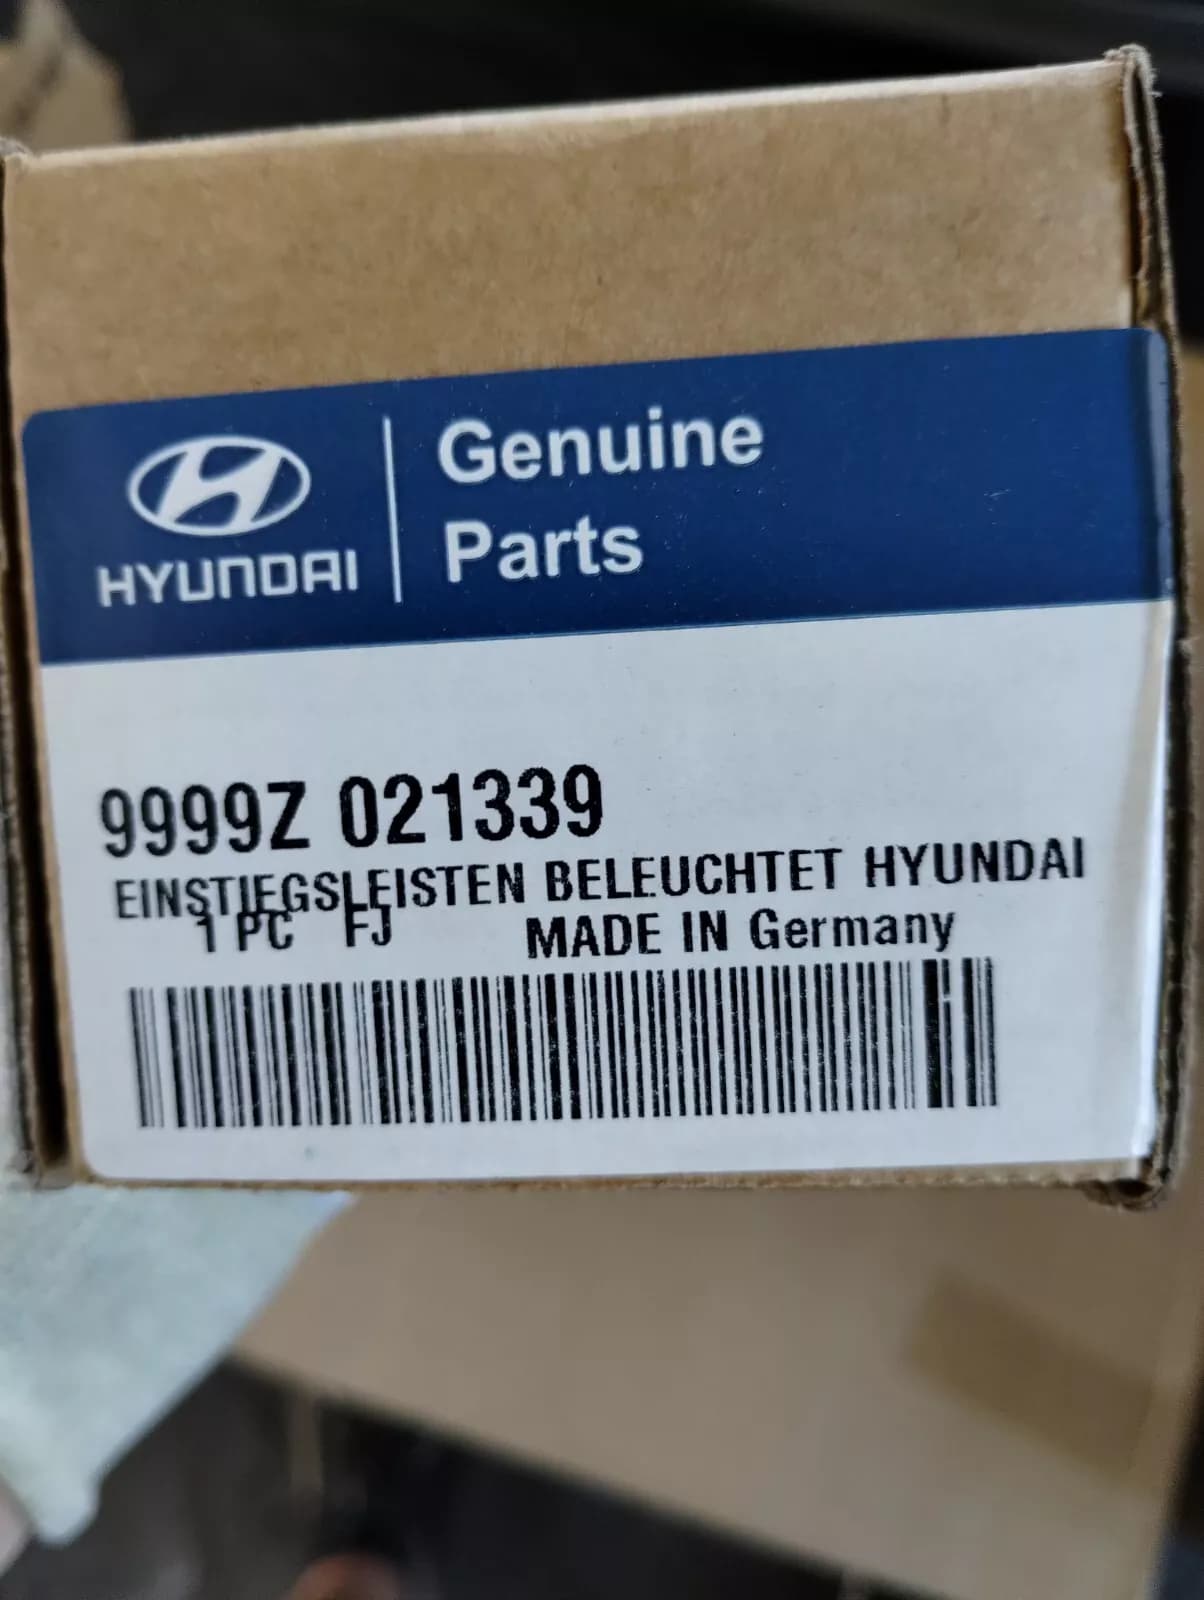 HYUNDAI
Genuine
Parts
9999Z 021339
EINSTIEGSLEISTEN BELEUCHTET HYUNDAI
1 PC FJ MADE IN Germany